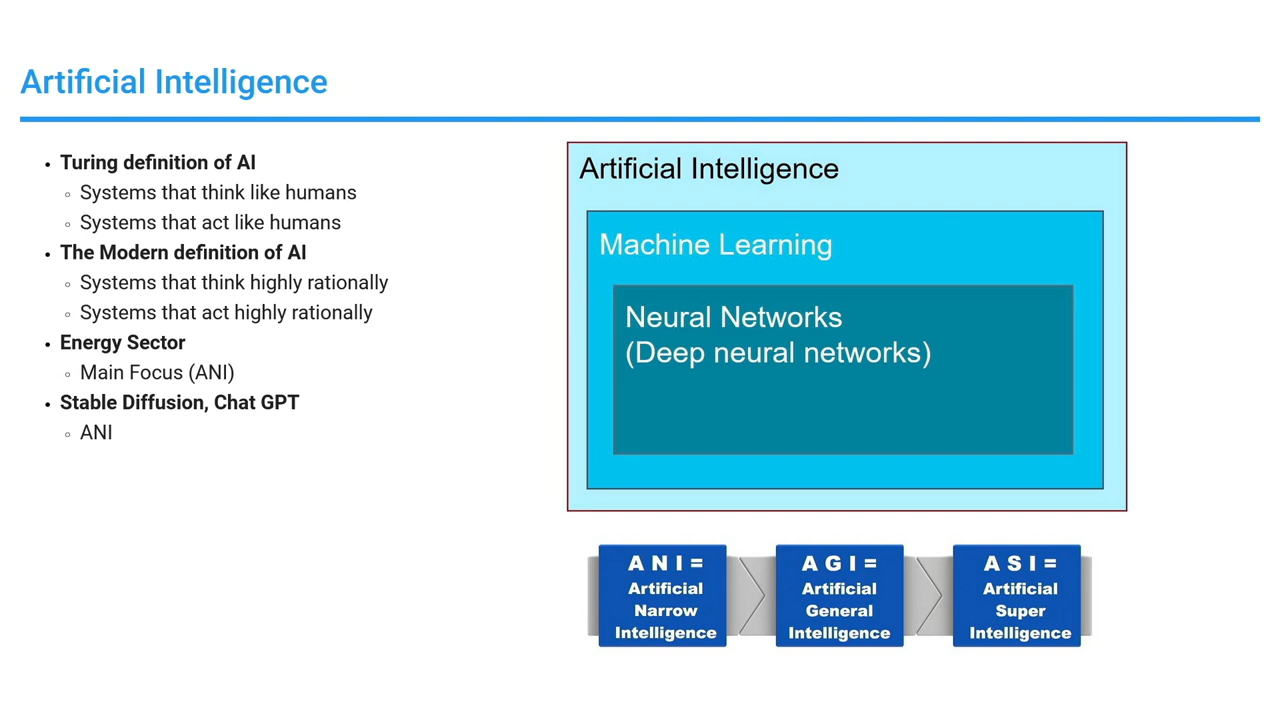 Artificial Intelligence
• Turing definition of AI
◦ Systems that think like humans
◦ Systems that act like humans
• The Modern definition of AI
◦ Systems that think highly rationally
◦ Systems that act highly rationally
• Energy Sector
◦ Main Focus (ANI)
• Stable Diffusion, Chat GPT
◦ ANI
Artificial Intelligence
Machine Learning
Neural Networks
(Deep neural networks)
A N I =
Artificial
Narrow
Intelligence
A G I =
Artificial
General
Intelligence
A S I =
Artificial
Super
Intelligence